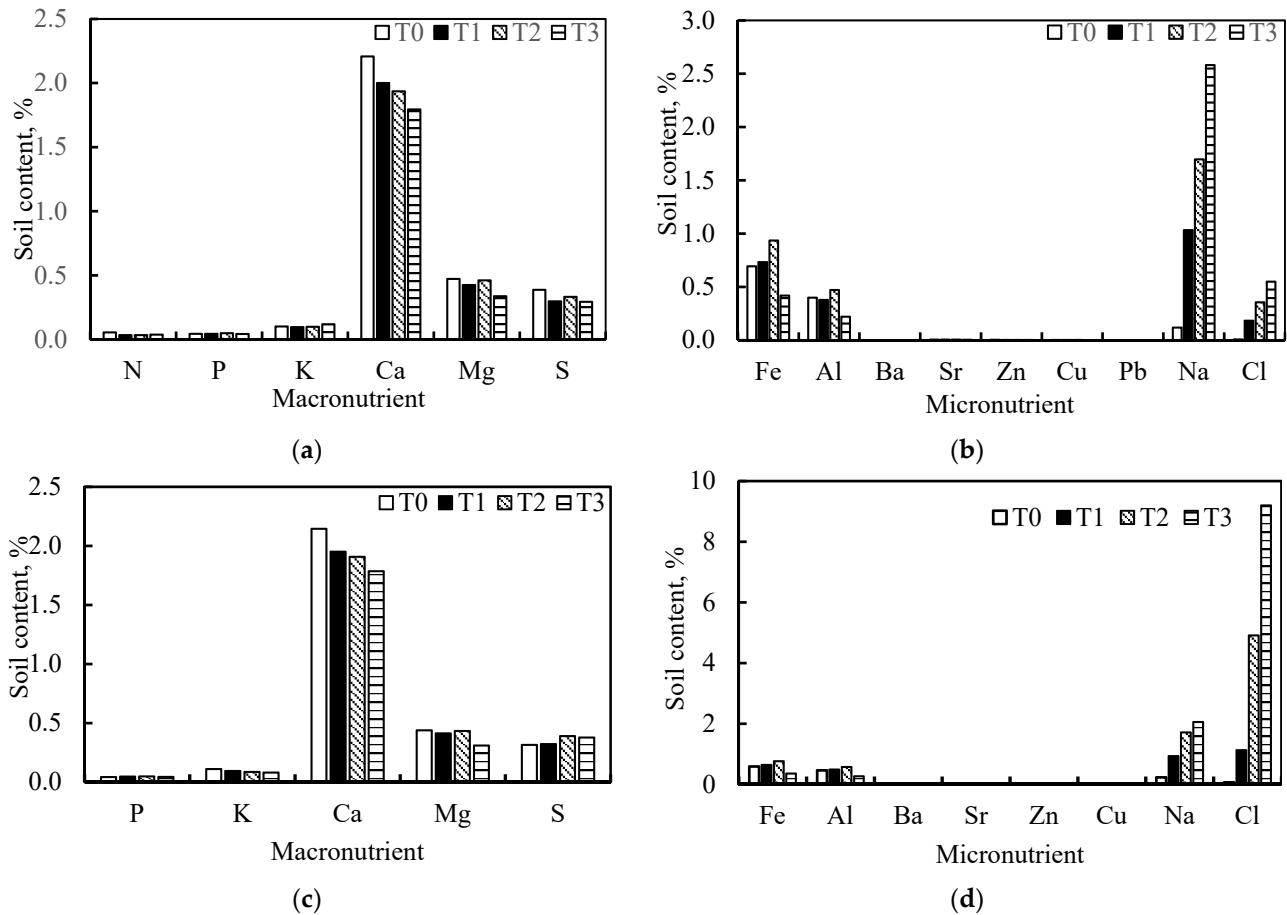 2.5
T0 T1 T2 T3
2.0
1.5
1.0
0.5
0.0
Soil content, %
N P K Ca Mg S
Macronutrient
(a)
3.0
T0 T1 T2 T3
2.5
2.0
1.5
1.0
0.5
0.0
Soil content, %
Fe Al Ba Sr Zn Cu Pb Na Cl
Micronutrient
(b)
2.5
T0 T1 T2 T3
2.0
1.5
1.0
0.5
0.0
Soil content, %
P K Ca Mg S
Macronutrient
(c)
10
T0 T1 T2 T3
8
6
4
2
0
Soil content, %
Fe Al Ba Sr Zn Cu Na Cl
Micronutrient
(d)